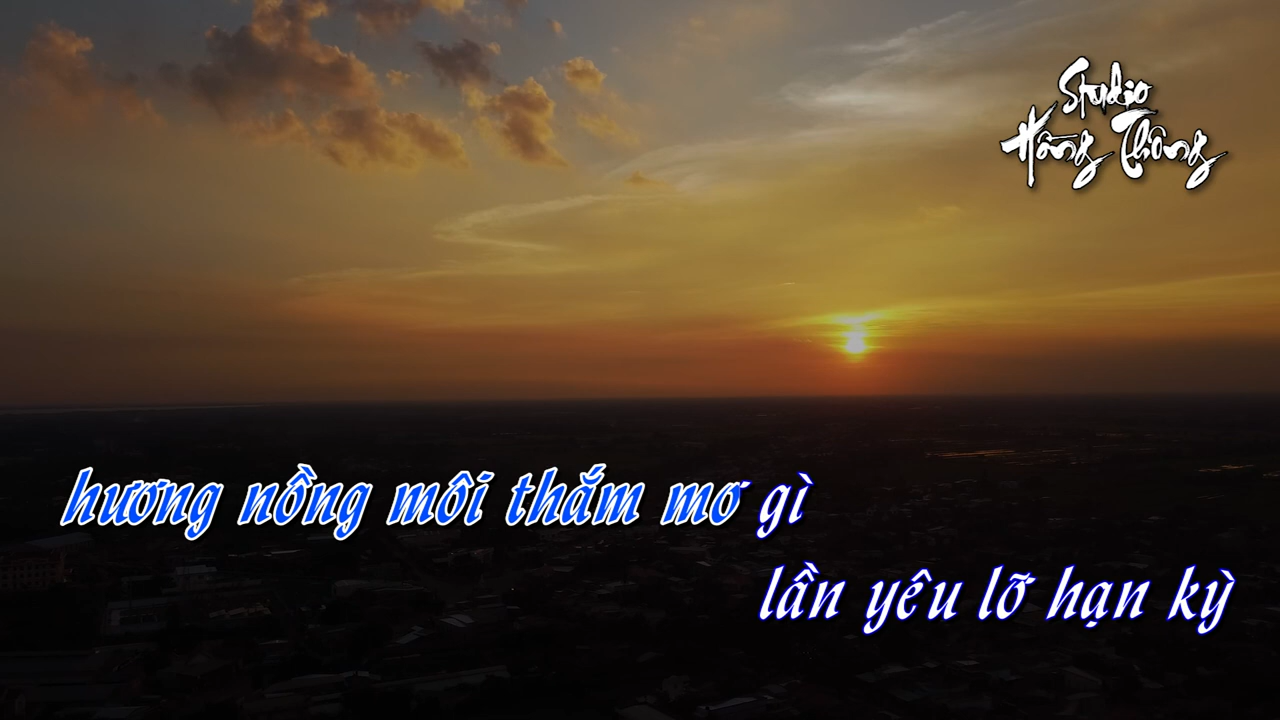 Studio
Hồng Thông
hương nồng môi thắm mơ gì
lần yêu lỡ hạn kỳ